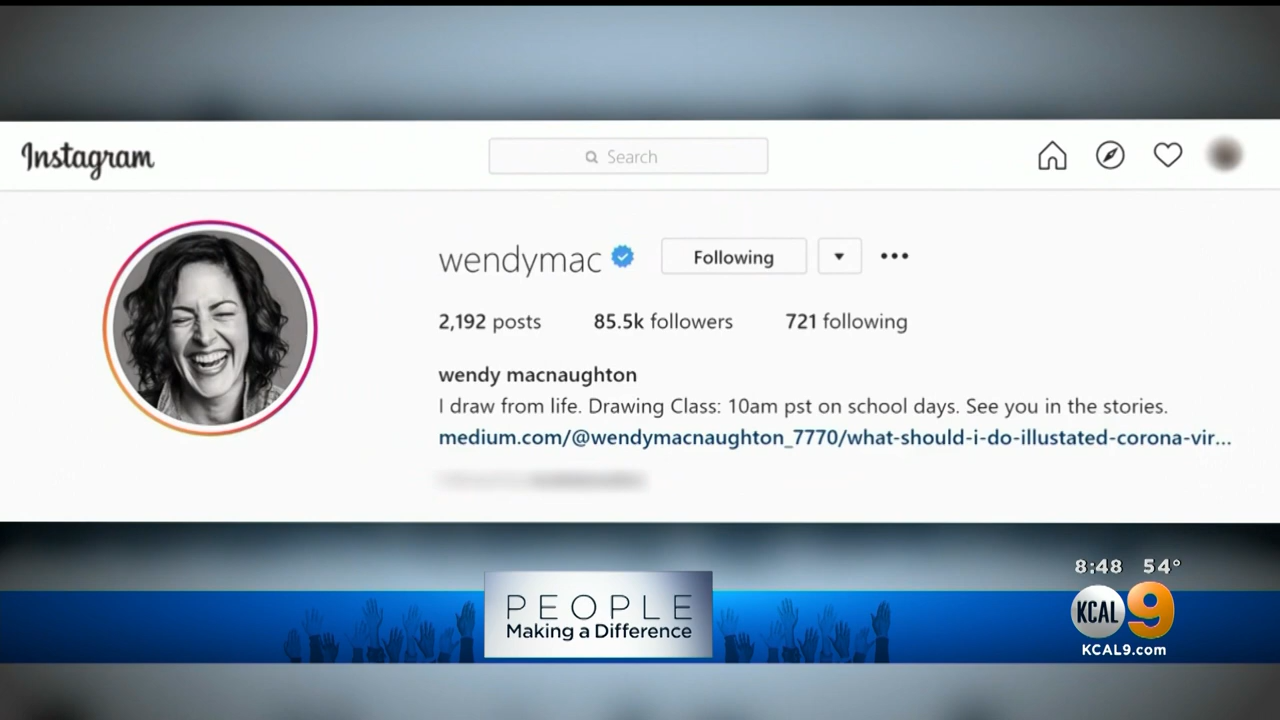 Instagram
Search
wendymac
Following
2,192 posts 85.5k followers 721 following
wendy macnaughton
I draw from life. Drawing Class: 10am pst on school days. See you in the stories.
medium.com/@wendymacnaughton_7770/what-should-i-do-illustated-corona-vir...
8:48 54°
PEOPLE
Making a Difference
KCAL 9
KCAL9.com